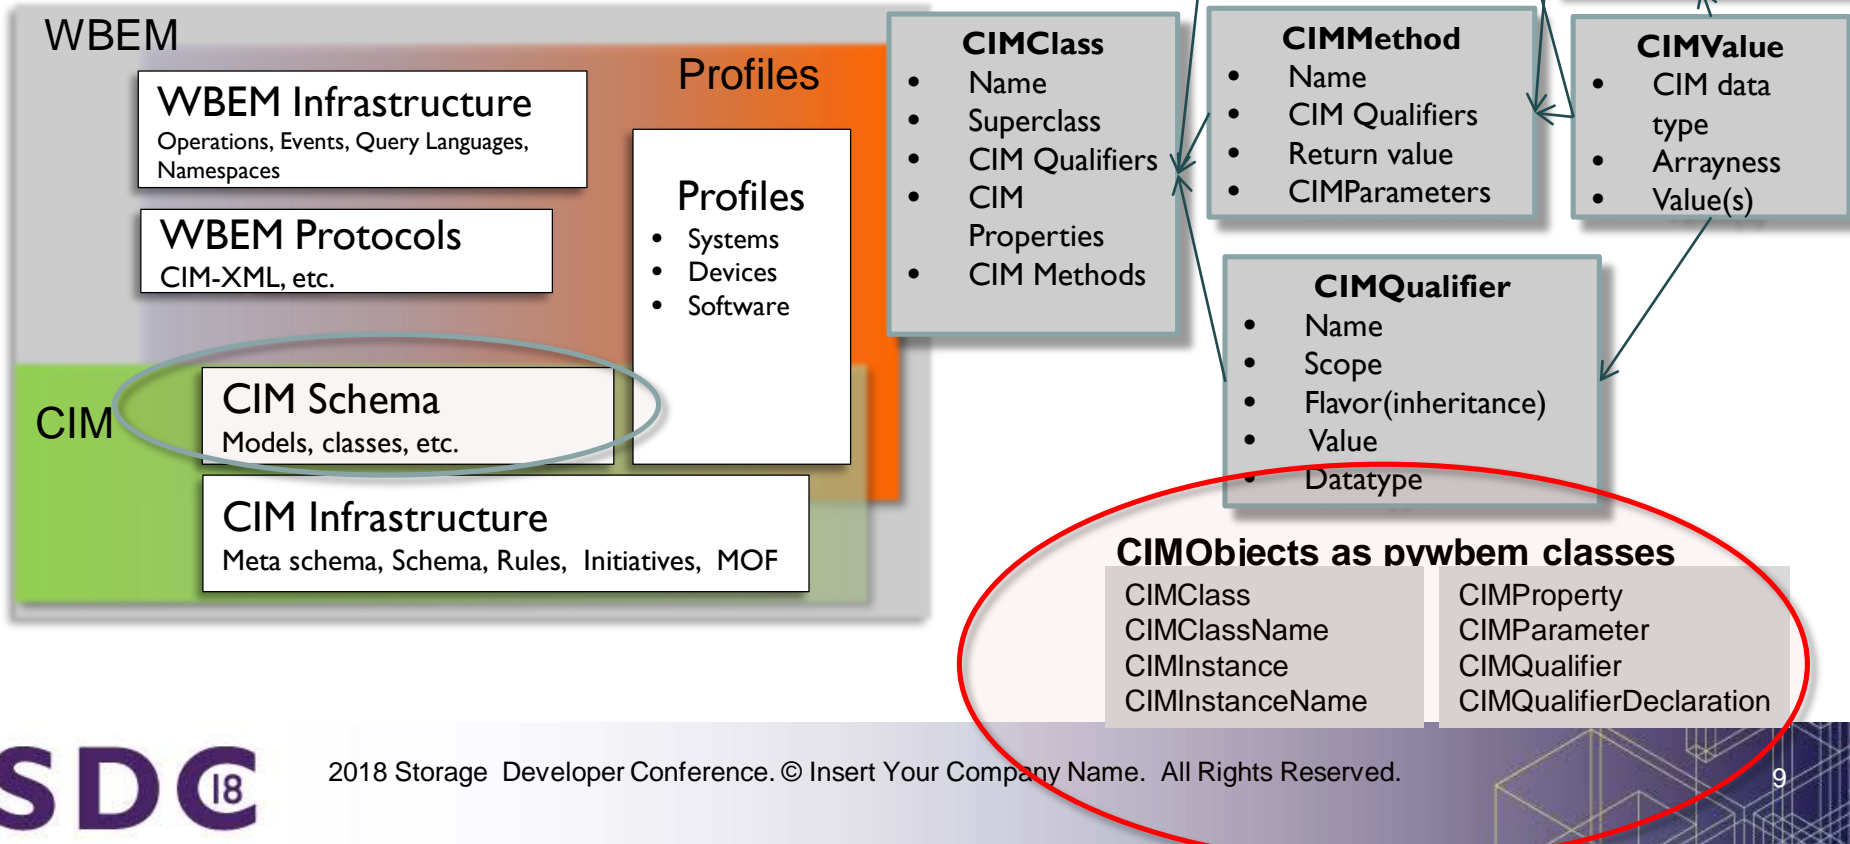 WBEM
Profiles
WBEM Infrastructure
Operations, Events, Query Languages,
Namespaces
WBEM Protocols
CIM-XML, etc.
Profiles
• Systems
• Devices
• Software
CIM
CIM Schema
Models, classes, etc.
CIM Infrastructure
Meta schema, Schema, Rules, Initiatives, MOF
CIMClass
• Name
• Superclass
• CIM Qualifiers
• CIM
Properties
• CIM Methods
CIMMethod
• Name
• CIM Qualifiers
• Return value
• CIMParameters
CIMValue
• CIM data
type
• Arrayness
• Value(s)
CIMQualifier
• Name
• Scope
• Flavor(inheritance)
• Value
• Datatype
CIMObjects as pywbem classes
CIMClass
CIMClassName
CIMInstance
CIMInstanceName
CIMProperty
CIMParameter
CIMQualifier
CIMQualifierDeclaration
SDC 18
2018 Storage Developer Conference. © Insert Your Company Name. All Rights Reserved.
9